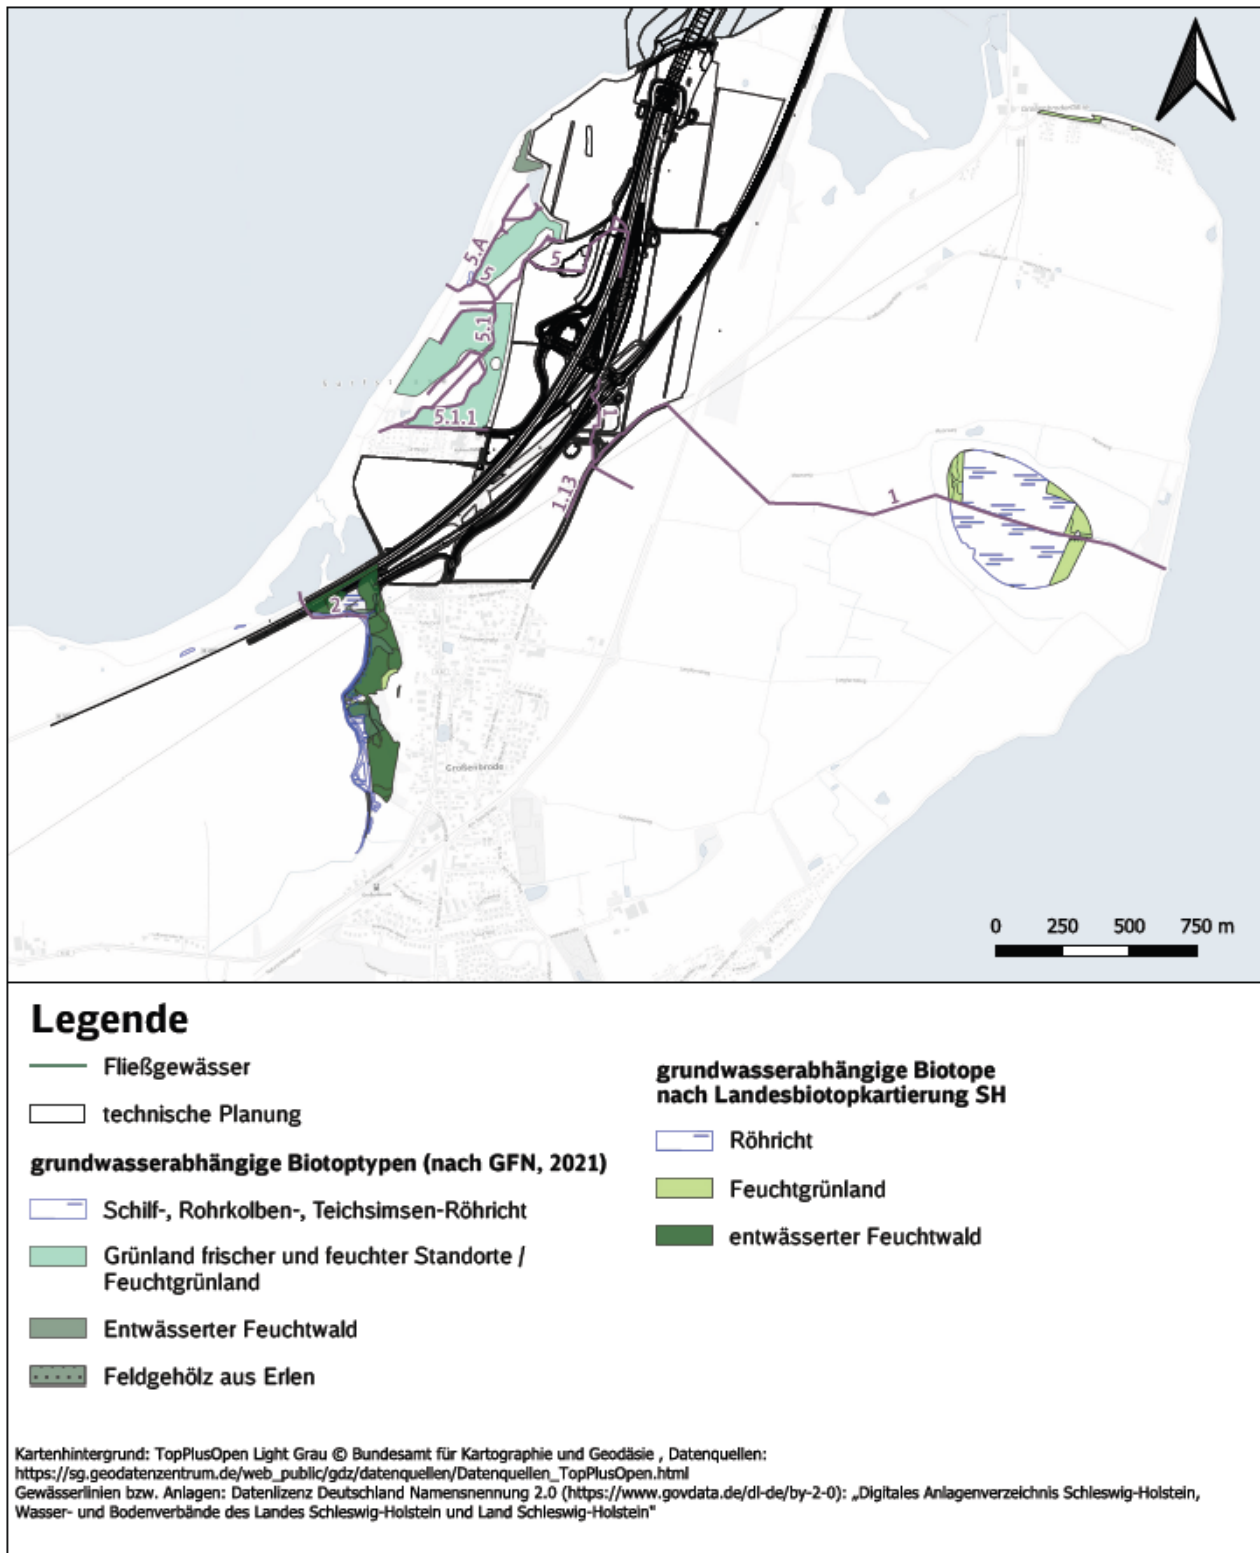 5.A
5
5
5.1
5.1.1
1
1.13
1
2
Großenbrode
0 250 500 750 m
Legende
Fließgewässer
technische Planung
grundwasserabhängige Biotoptypen (nach GFN, 2021)
Schilf-, Rohrkolben-, Teichsimsen-Röhricht
Grünland frischer und feuchter Standorte /
Feuchtgrünland
Entwässerter Feuchtwald
Feldgehölz aus Erlen
grundwasserabhängige Biotope
nach Landesbiotopkartierung SH
Röhricht
Feuchtgrünland
entwässerter Feuchtwald
Kartenhintergrund: TopPlusOpen Light Grau © Bundesamt für Kartographie und Geodäsie , Datenquellen:
https://sg.geodatenzentrum.de/web_public/gdz/datenquellen/Datenquellen_TopPlusOpen.html
Gewässerlinien bzw. Anlagen: Datenlizenz Deutschland Namensnennung 2.0 (https://www.govdata.de/dl-de/by-2-0): „Digitales Anlagenverzeichnis Schleswig-Holstein,
Wasser- und Bodenverbände des Landes Schleswig-Holstein und Land Schleswig-Holstein"